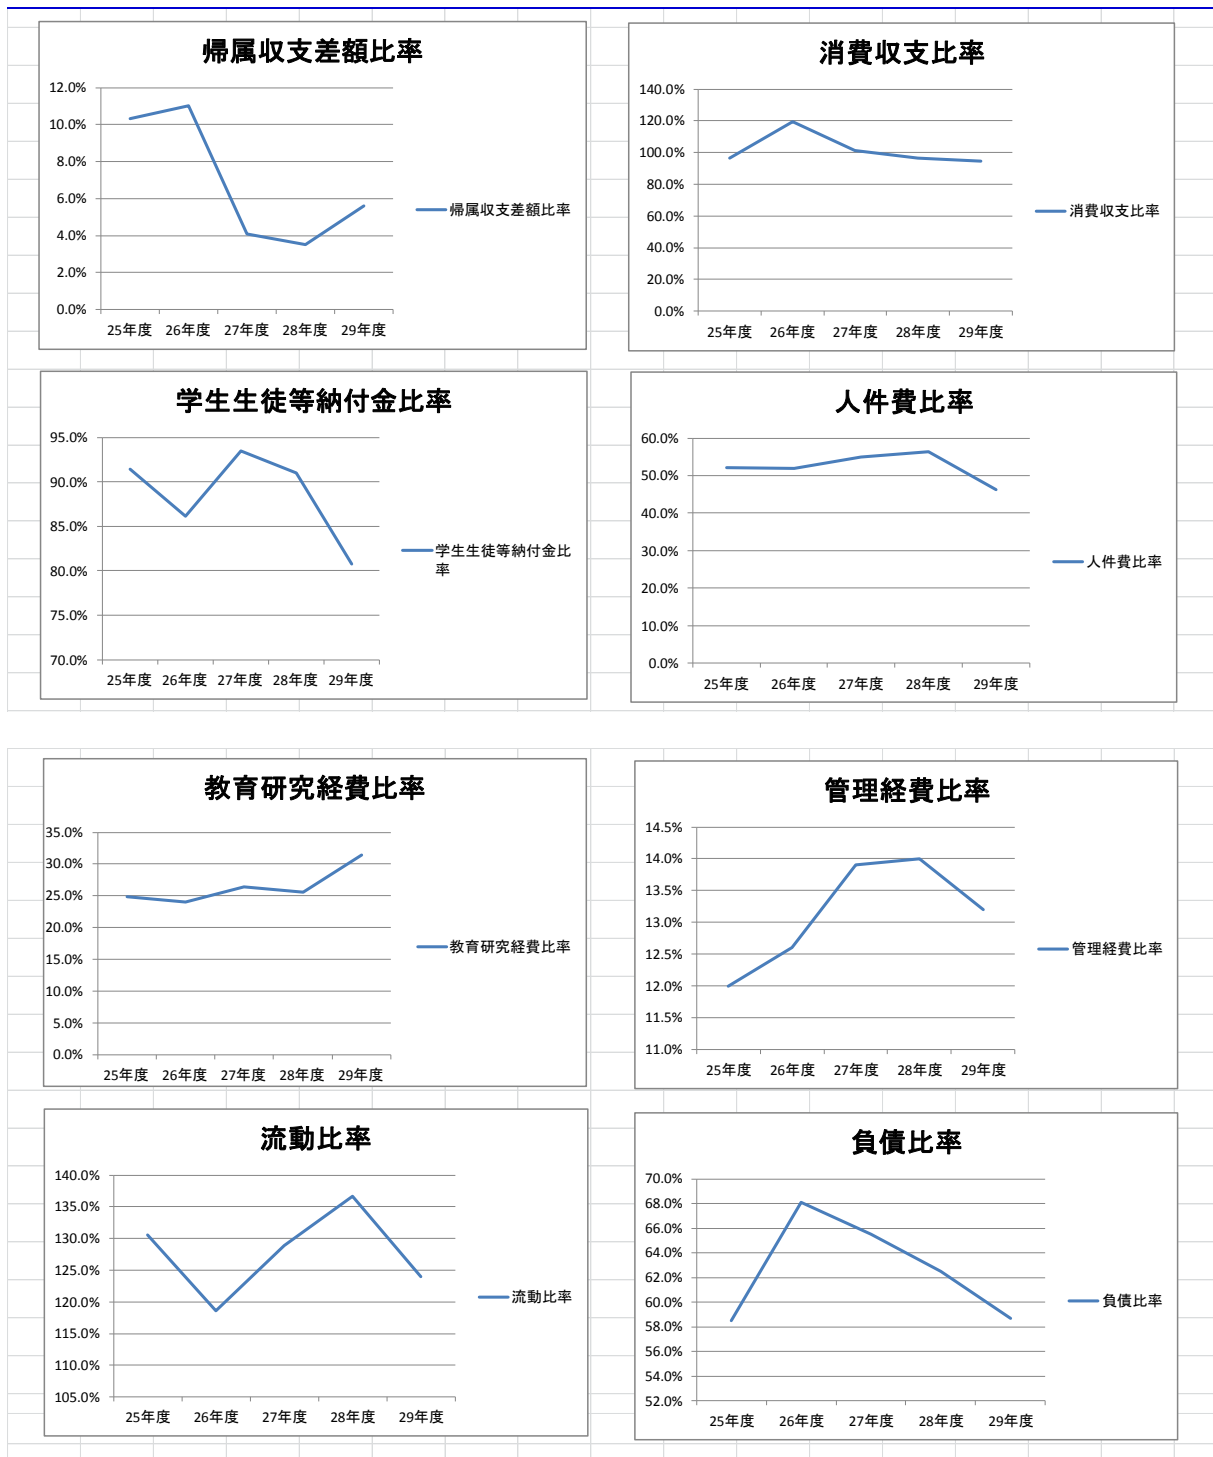 帰属収支差額比率
12.0%
10.0%
8.0%
6.0%
4.0%
2.0%
0.0%
25年度 26年度 27年度 28年度 29年度
帰属収支差額比率
消費収支比率
140.0%
120.0%
100.0%
80.0%
60.0%
40.0%
20.0%
0.0%
25年度 26年度 27年度 28年度 29年度
消費収支比率
学生生徒等納付金比率
95.0%
90.0%
85.0%
80.0%
75.0%
70.0%
25年度 26年度 27年度 28年度 29年度
学生生徒等納付金比
率
人件費比率
60.0%
50.0%
40.0%
30.0%
20.0%
10.0%
0.0%
25年度 26年度 27年度 28年度 29年度
人件費比率
教育研究経費比率
35.0%
30.0%
25.0%
20.0%
15.0%
10.0%
5.0%
0.0%
25年度 26年度 27年度 28年度 29年度
教育研究経費比率
管理経費比率
14.5%
14.0%
13.5%
13.0%
12.5%
12.0%
11.5%
11.0%
25年度 26年度 27年度 28年度 29年度
管理経費比率
流動比率
140.0%
135.0%
130.0%
125.0%
120.0%
115.0%
110.0%
105.0%
25年度 26年度 27年度 28年度 29年度
流動比率
負債比率
70.0%
68.0%
66.0%
64.0%
62.0%
60.0%
58.0%
56.0%
54.0%
52.0%
25年度 26年度 27年度 28年度 29年度
負債比率